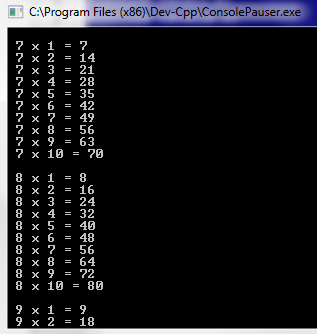 C:\Program Files (x86)\Dev-Cpp\ConsolePauser.exe
7 x 1 = 7
7 x 2 = 14
7 x 3 = 21
7 x 4 = 28
7 x 5 = 35
7 x 6 = 42
7 x 7 = 49
7 x 8 = 56
7 x 9 = 63
7 x 10 = 70
8 x 1 = 8
8 x 2 = 16
8 x 3 = 24
8 x 4 = 32
8 x 5 = 40
8 x 6 = 48
8 x 7 = 56
8 x 8 = 64
8 x 9 = 72
8 x 10 = 80
9 x 1 = 9
9 x 2 = 18